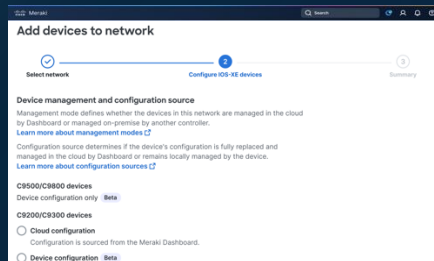 Meraki
Search
Add devices to network
2
3
Select network
Configure IOS-XE devices
Summary
Device management and configuration source
Management mode defines whether the devices in this network are managed in the cloud
by Dashboard or managed on-premise by another controller.
Learn more about management modes
Configuration source determines if the device's configuration is fully replaced and
managed in the cloud by Dashboard or remains locally managed by the device.
Learn more about configuration sources
C9500/C9800 devices
Device configuration only Beta
C9200/C9300 devices
Cloud configuration
Configuration is sourced from the Meraki Dashboard.
Device configuration Beta